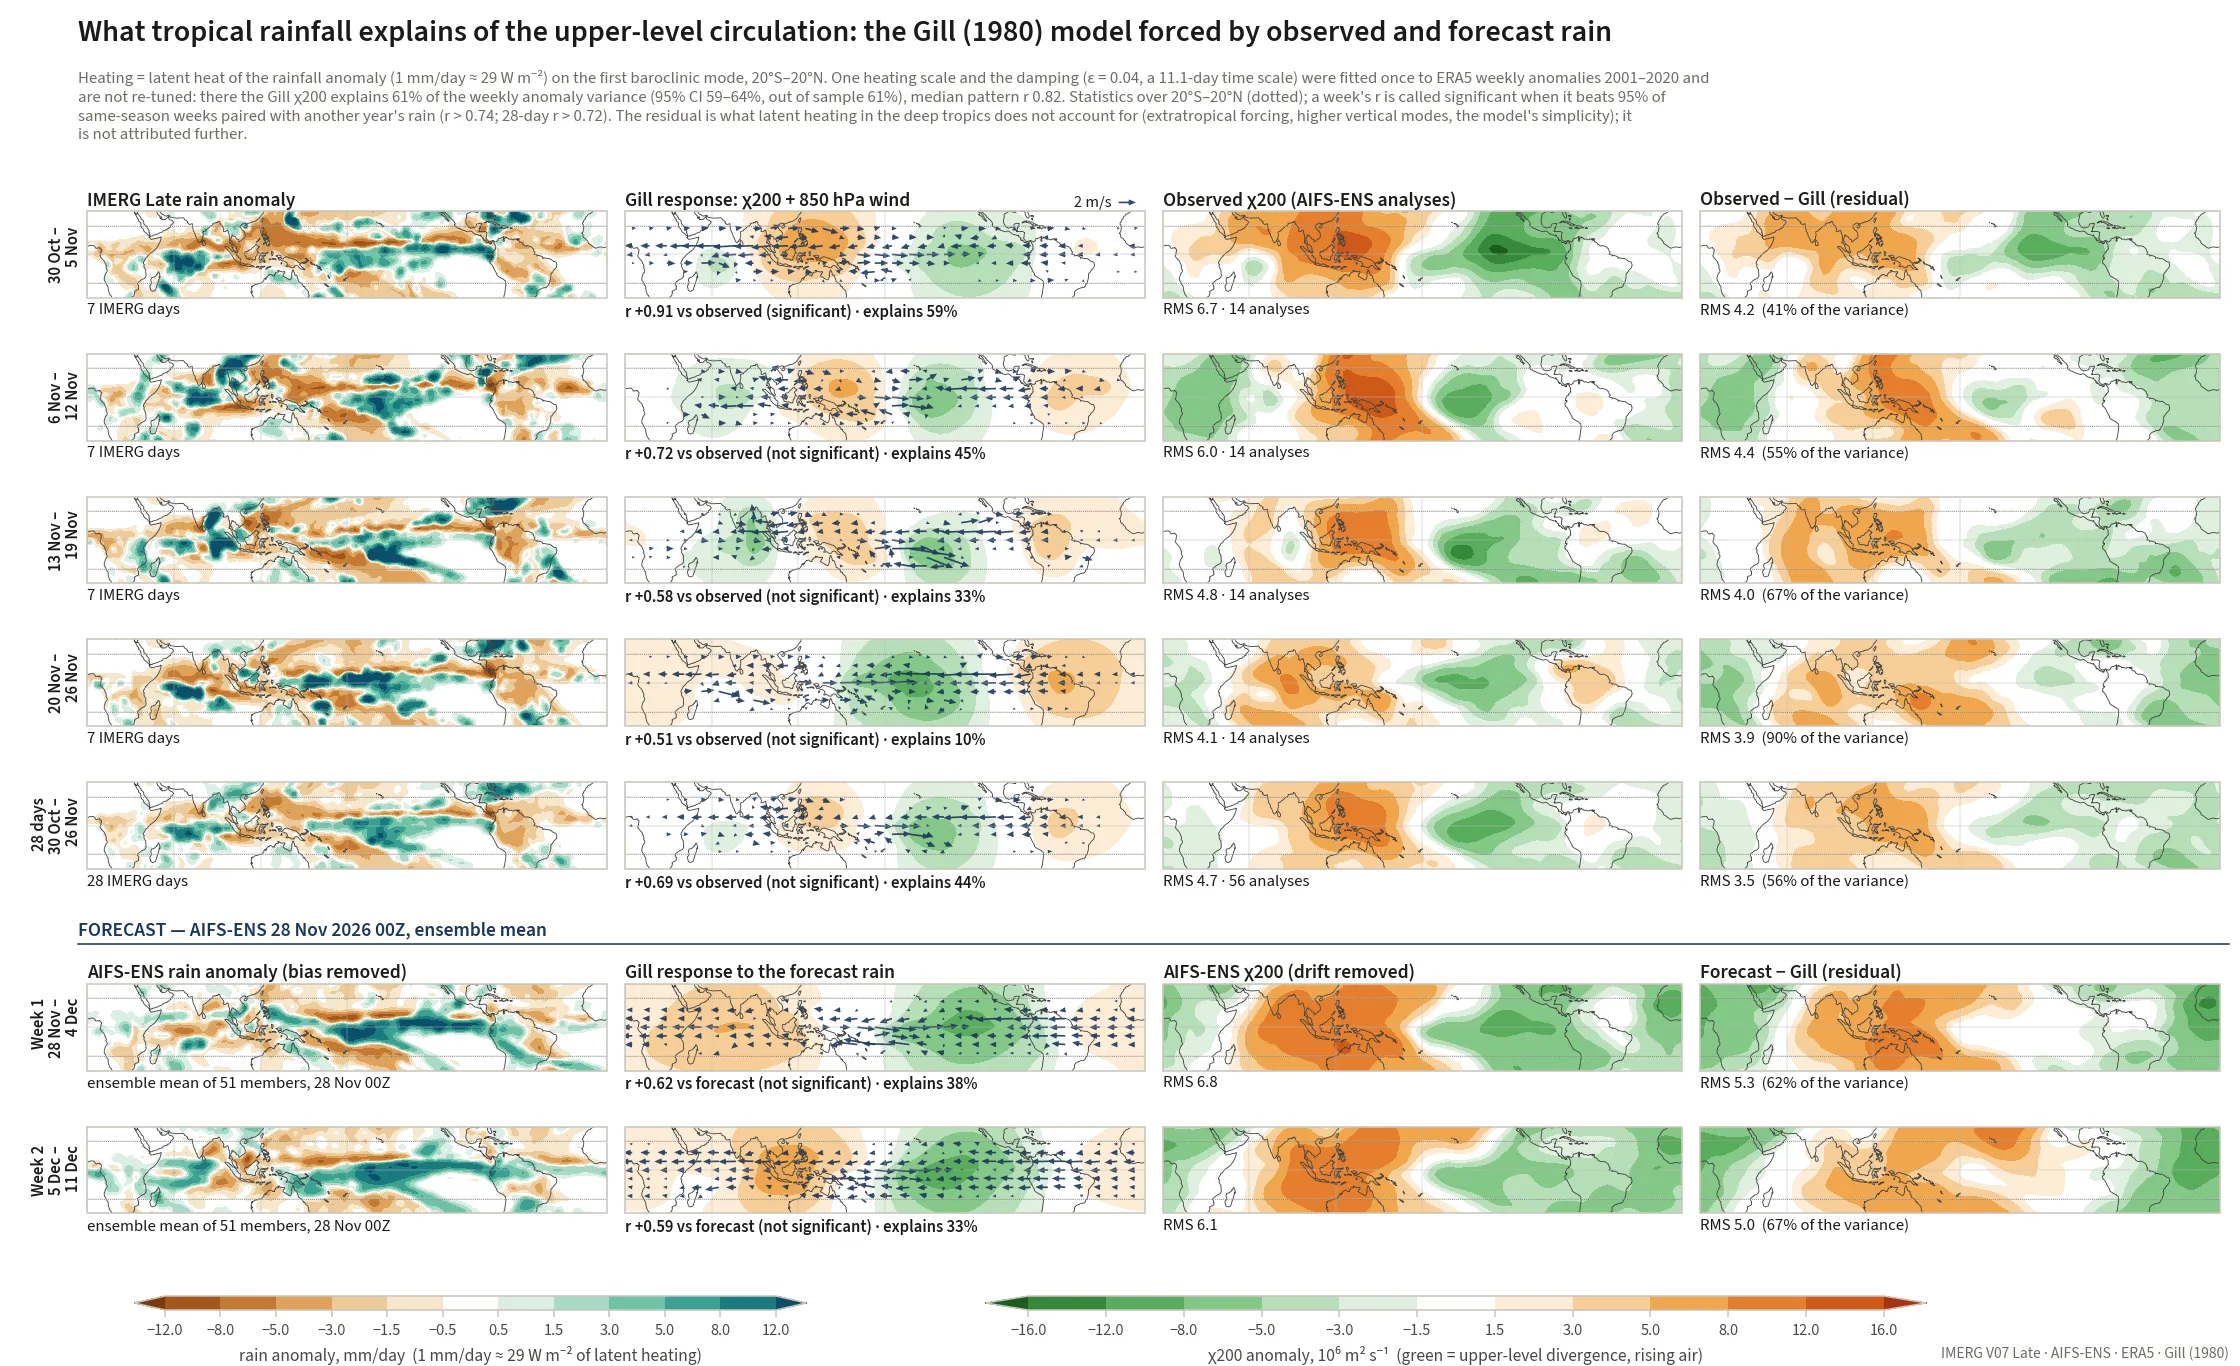 What tropical rainfall explains of the upper-level circulation: the Gill (1980) model forced by observed and forecast rain
Heating = latent heat of the rainfall anomaly (1 mm/day ≈ 29 W m⁻²) on the first baroclinic mode, 20°S–20°N. One heating scale and the damping (ε = 0.04, a 11.1-day time scale) were fitted once to ERA5 weekly anomalies 2001–2020 and
are not re-tuned: there the Gill χ200 explains 61% of the weekly anomaly variance (95% CI 59–64%, out of sample 61%), median pattern r 0.82. Statistics over 20°S–20°N (dotted); a week's r is called significant when it beats 95% of
same-season weeks paired with another year's rain (r > 0.74; 28-day r > 0.72). The residual is what latent heating in the deep tropics does not account for (extratropical forcing, higher vertical modes, the model's simplicity); it
is not attributed further.
IMERG Late rain anomaly
Gill response: χ200 + 850 hPa wind
2 m/s
Observed χ200 (AIFS-ENS analyses)
Observed − Gill (residual)
30 Oct –
5 Nov
7 IMERG days
r +0.91 vs observed (significant) · explains 59%
RMS 6.7 · 14 analyses
RMS 4.2 (41% of the variance)
6 Nov –
12 Nov
7 IMERG days
r +0.72 vs observed (not significant) · explains 45%
RMS 6.0 · 14 analyses
RMS 4.4 (55% of the variance)
13 Nov –
19 Nov
7 IMERG days
r +0.58 vs observed (not significant) · explains 33%
RMS 4.8 · 14 analyses
RMS 4.0 (67% of the variance)
20 Nov –
26 Nov
7 IMERG days
r +0.51 vs observed (not significant) · explains 10%
RMS 4.1 · 14 analyses
RMS 3.9 (90% of the variance)
28 days
30 Oct –
26 Nov
28 IMERG days
r +0.69 vs observed (not significant) · explains 44%
RMS 4.7 · 56 analyses
RMS 3.5 (56% of the variance)
FORECAST — AIFS-ENS 28 Nov 2026 00Z, ensemble mean
AIFS-ENS rain anomaly (bias removed)
Gill response to the forecast rain
AIFS-ENS χ200 (drift removed)
Forecast − Gill (residual)
Week 1
28 Nov –
4 Dec
ensemble mean of 51 members, 28 Nov 00Z
r +0.62 vs forecast (not significant) · explains 38%
RMS 6.8
RMS 5.3 (62% of the variance)
Week 2
5 Dec –
11 Dec
ensemble mean of 51 members, 28 Nov 00Z
r +0.59 vs forecast (not significant) · explains 33%
RMS 6.1
RMS 5.0 (67% of the variance)
−12.0 −8.0 −5.0 −3.0 −1.5 −0.5 0.5 1.5 3.0 5.0 8.0 12.0
rain anomaly, mm/day (1 mm/day ≈ 29 W m⁻² of latent heating)
−16.0 −12.0 −8.0 −5.0 −3.0 −1.5 1.5 3.0 5.0 8.0 12.0 16.0
χ200 anomaly, 10⁶ m² s⁻¹ (green = upper-level divergence, rising air)
IMERG V07 Late · AIFS-ENS · ERA5 · Gill (1980)